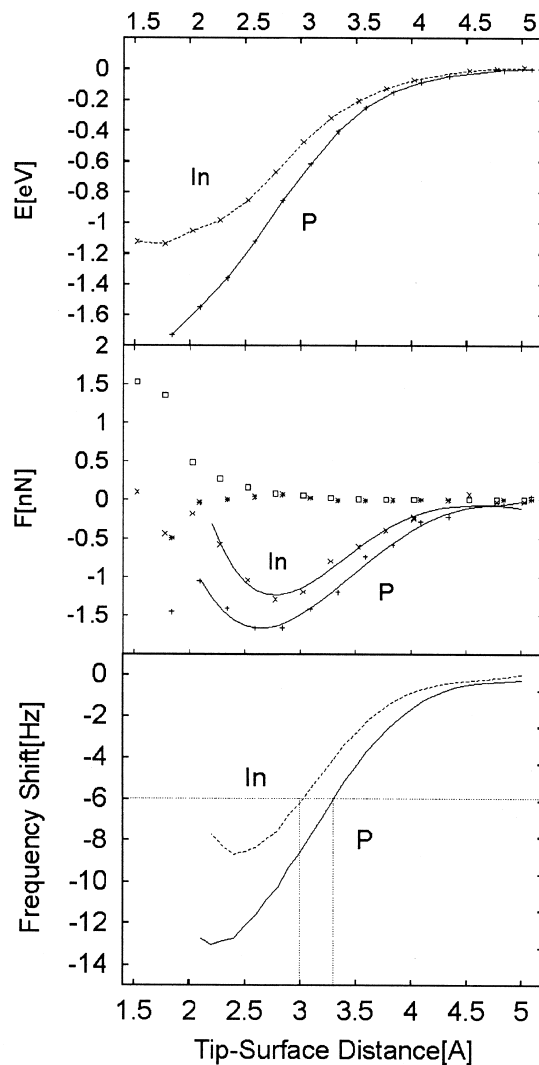 1.5 2 2.5 3 3.5 4 4.5 5
0
-0.2
-0.4
-0.6
-0.8
-1
-1.2
-1.4
-1.6
E[eV]
In
P
2
1.5
1
0.5
0
-0.5
-1
-1.5
F[nN]
In
P
0
-2
-4
-6
-8
-10
-12
-14
Frequency Shift[Hz]
In
P
1.5 2 2.5 3 3.5 4 4.5 5
Tip-Surface Distance[A]